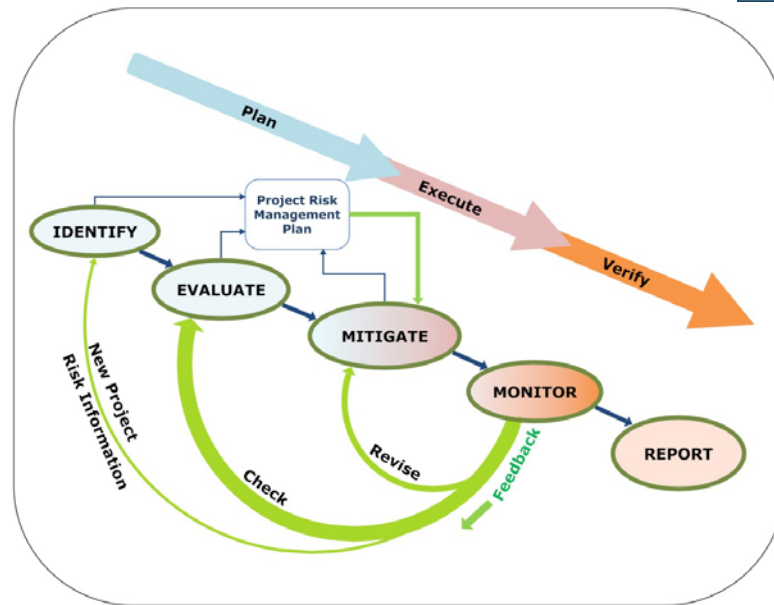 Plan
Execute
Verify
Project Risk
Management
Plan
IDENTIFY
EVALUATE
MITIGATE
MONITOR
REPORT
New Project
Risk Information
Check
Revise
Feedback